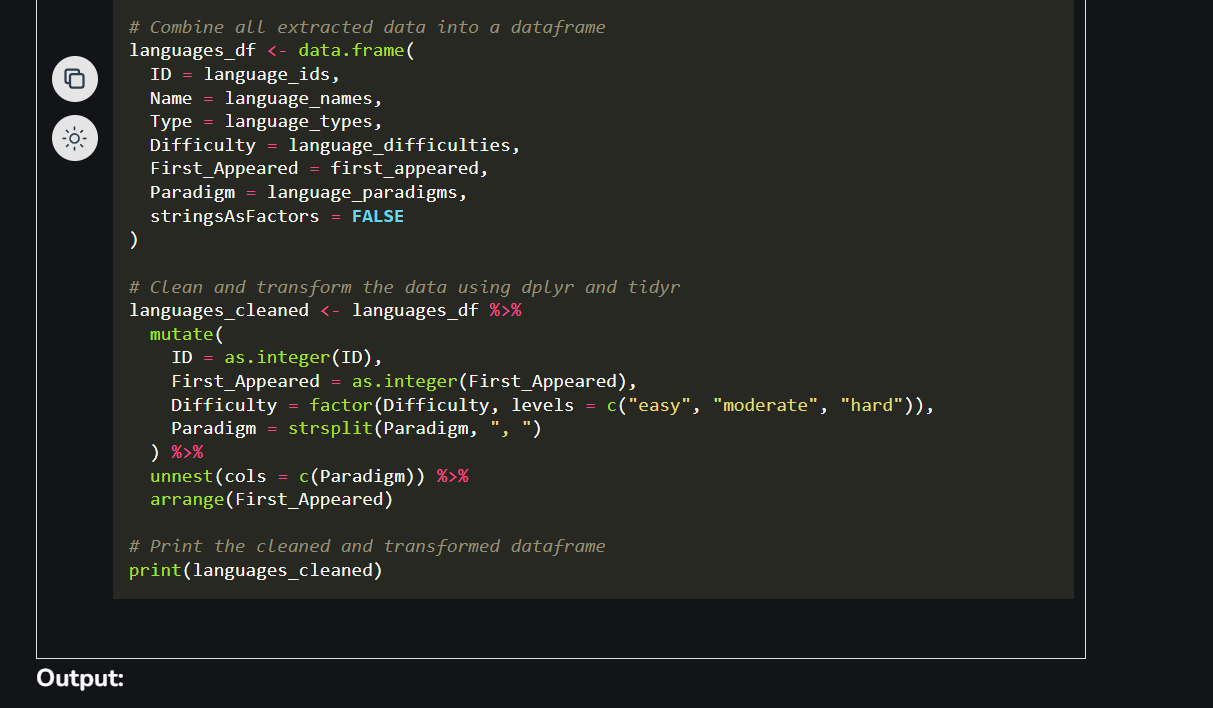 # Combine all extracted data into a dataframe
languages_df <- data.frame(
  ID = language_ids,
  Name = language_names,
  Type = language_types,
  Difficulty = language_difficulties,
  First_Appeared = first_appeared,
  Paradigm = language_paradigms,
  stringsAsFactors = FALSE
)
# Clean and transform the data using dplyr and tidyr
languages_cleaned <- languages_df %>%
  mutate(
    ID = as.integer(ID),
    First_Appeared = as.integer(First_Appeared),
    Difficulty = factor(Difficulty, levels = c("easy", "moderate", "hard")),
    Paradigm = strsplit(Paradigm, ", ")
  ) %>%
  unnest(cols = c(Paradigm)) %>%
  arrange(First_Appeared)
# Print the cleaned and transformed dataframe
print(languages_cleaned)
Output: